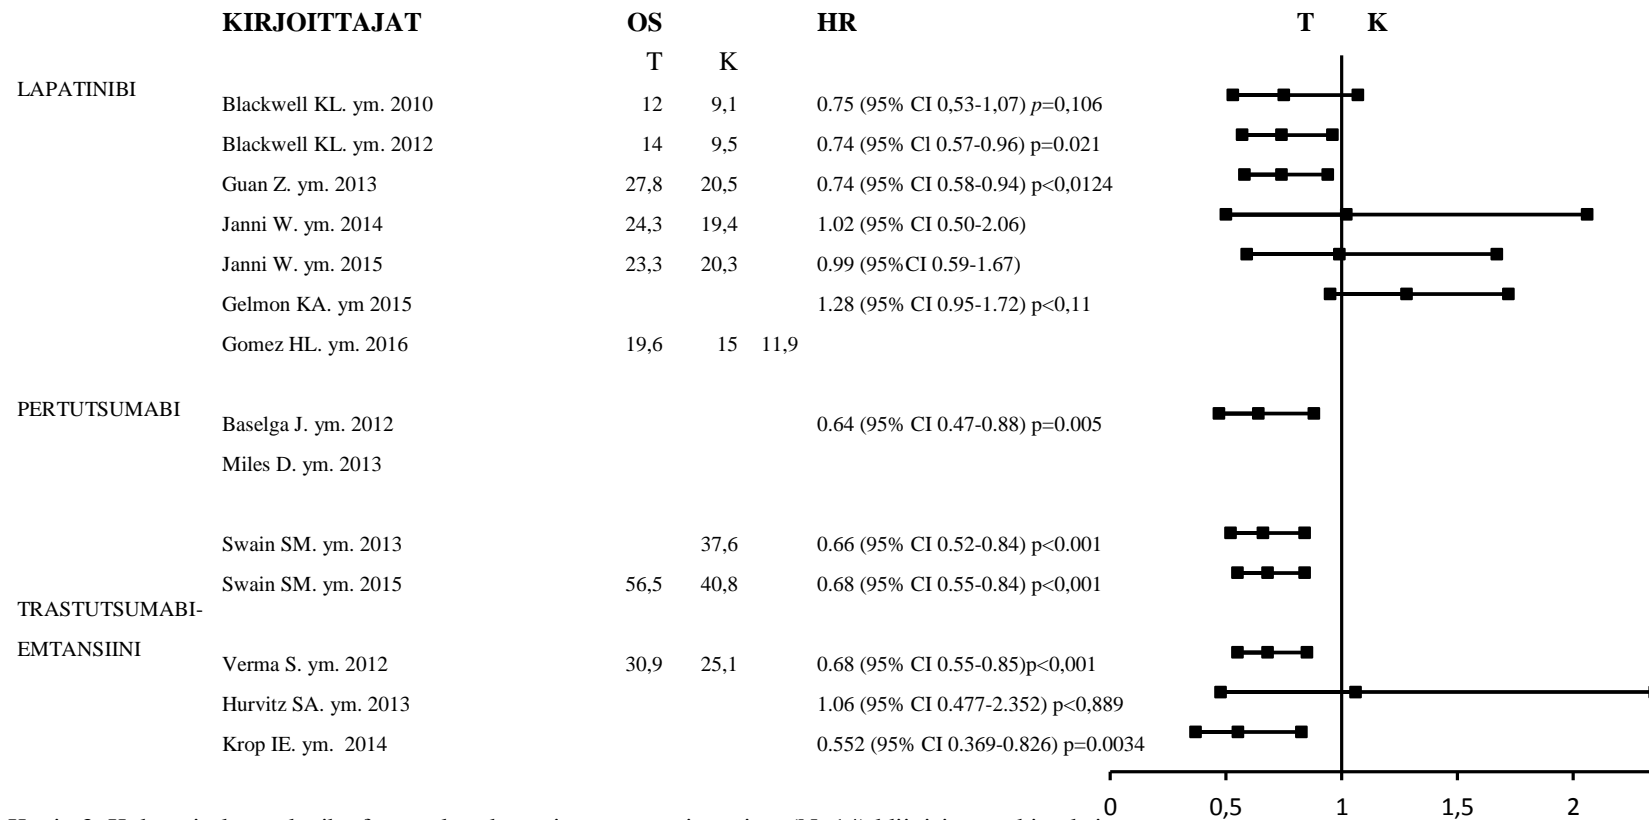 KIRJOITTAJAT OS HR T K
T K
LAPATINIBI
Blackwell KL. ym. 2010 12 9,1 0.75 (95% CI 0,53-1,07) p=0,106
Blackwell KL. ym. 2012 14 9,5 0.74 (95% Cl 0.57-0.96) p=0.021
Guan Z. ym. 2013 27,8 20,5 0.74 (95% CI 0.58-0.94) p<0,0124
Janni W. ym. 2014 24,3 19,4 1.02 (95% CI 0.50-2.06)
Janni W. ym. 2015 23,3 20,3 0.99 (95%CI 0.59-1.67)
Gelmon KA. ym 2015 1.28 (95% CI 0.95-1.72) p<0,11
Gomez HL. ym. 2016 19,6 15 11,9
PERTUTSUMABI
Baselga J. ym. 2012 0.64 (95% CI 0.47-0.88) p=0.005
Miles D. ym. 2013
Swain SM. ym. 2013 37,6 0.66 (95% CI 0.52-0.84) p<0.001
Swain SM. ym. 2015 56,5 40,8 0.68 (95% CI 0.55-0.84) p<0,001
TRASTUTSUMABI-
EMTANSIINI
Verma S. ym. 2012 30,9 25,1 0.68 (95% CI 0.55-0.85)p<0,001
Hurvitz SA. ym. 2013 1.06 (95% CI 0.477-2.352) p<0,889
Krop IE. ym. 2014 0.552 (95% CI 0.369-0.826) p=0.0034
0 0,5 1 1,5 2